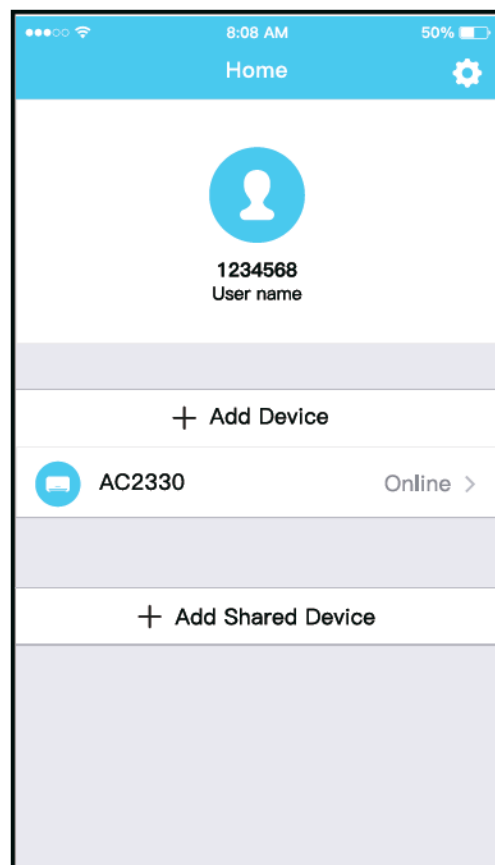 8:08 AM 50%
Home
1234568
User name
+ Add Device
AC2330 Online >
+ Add Shared Device